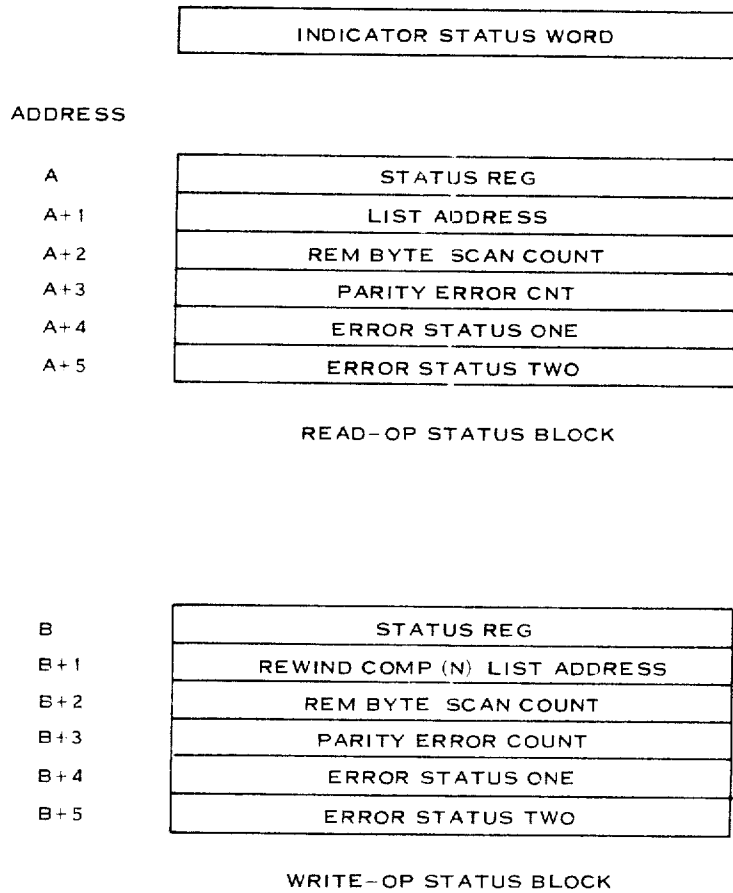 INDICATOR STATUS WORD
ADDRESS
A STATUS REG
A+1 LIST ADDRESS
A+2 REM BYTE SCAN COUNT
A+3 PARITY ERROR CNT
A+4 ERROR STATUS ONE
A+5 ERROR STATUS TWO
READ-OP STATUS BLOCK
B STATUS REG
B+1 REWIND COMP (N) LIST ADDRESS
B+2 REM BYTE SCAN COUNT
B+3 PARITY ERROR COUNT
B+4 ERROR STATUS ONE
B+5 ERROR STATUS TWO
WRITE-OP STATUS BLOCK